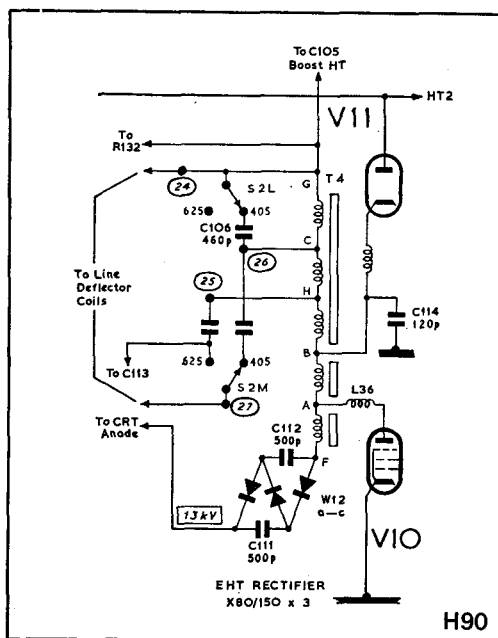 To C105
Boost HT
HT2
V11
To
R132
24
S2L
G
T4
625
405
C106
460p
C
26
To Line
Deflector
Coils
25
H
C114
120p
B
625
405
To C113
S2M
L36
A
27
To CRT
Anode
C112
500p
F
W12
a–c
13kV
V10
C111
500p
EHT RECTIFIER
X80/150 x 3
H90